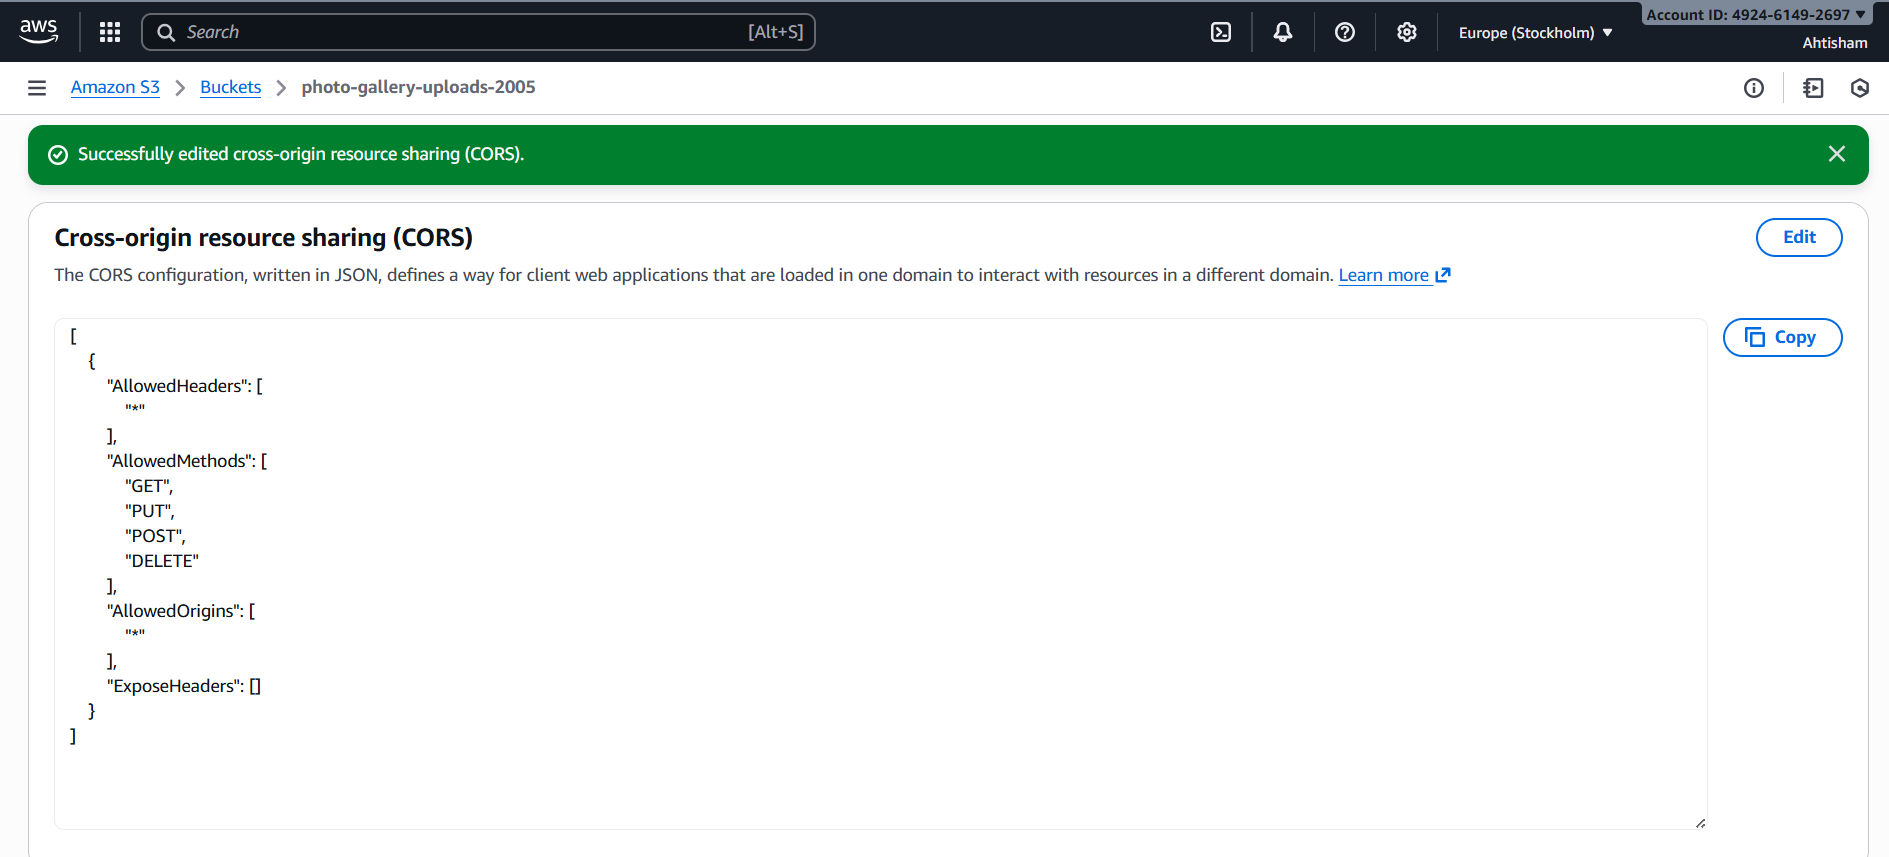 aws
Search
[Alt+S]
Europe (Stockholm)
Account ID: 4924-6149-2697
Ahtisham
Amazon S3
Buckets
photo-gallery-uploads-2005
Successfully edited cross-origin resource sharing (CORS).
Cross-origin resource sharing (CORS)
Edit
The CORS configuration, written in JSON, defines a way for client web applications that are loaded in one domain to interact with resources in a different domain. Learn more
Copy
[
{
"AllowedHeaders": [
"*"
],
"AllowedMethods": [
"GET",
"PUT",
"POST",
"DELETE"
],
"AllowedOrigins": [
"*"
],
"ExposeHeaders": []
}
]